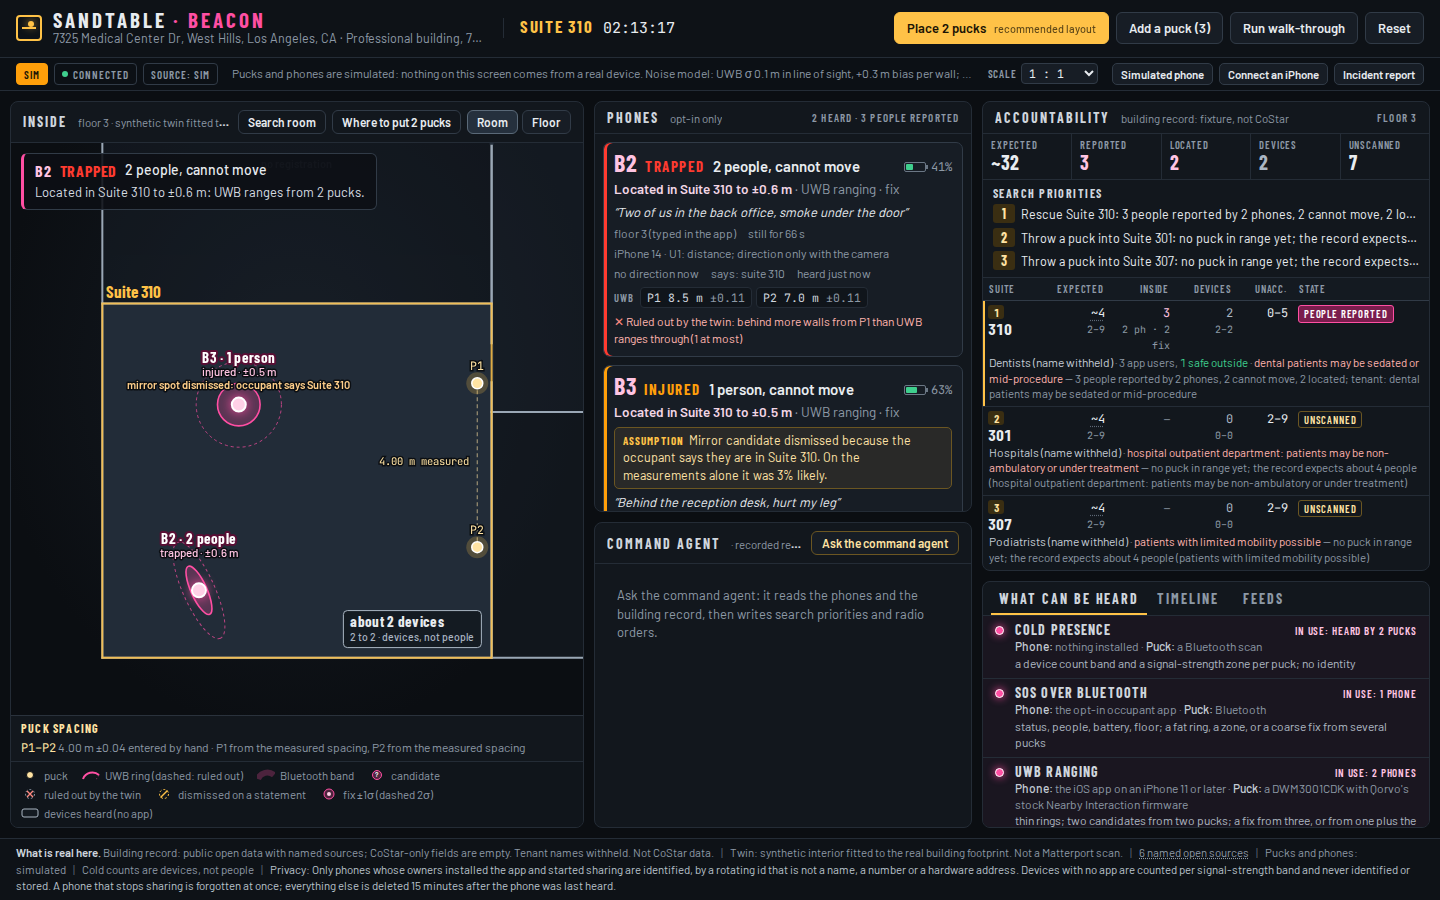 SANDTABLE · BEACON
7325 Medical Center Dr, West Hills, Los Angeles, CA · Professional building, 7...
SUITE 310 02:13:17
Place 2 pucks recommended layout
Add a puck (3)
Run walk-through
Reset
SIM
CONNECTED
SOURCE: SIM
Pucks and phones are simulated: nothing on this screen comes from a real device. Noise model: UWB σ 0.1 m in line of sight, +0.3 m bias per wall; ...
SCALE 1 : 1
Simulated phone
Connect an iPhone
Incident report
INSIDE floor 3 · synthetic twin fitted t...
Search room
Where to put 2 pucks
Room
Floor
B2 TRAPPED 2 people, cannot move
Located in Suite 310 to ±0.6 m: UWB ranges from 2 pucks.
Suite 310
B3 · 1 person
injured · ±0.5 m
mirror spot dismissed: occupant says Suite 310
P1
4.00 m measured
P2
B2 · 2 people
trapped · ±0.6 m
about 2 devices
2 to 2 · devices, not people
PUCK SPACING
P1–P2 4.00 m ±0.04 entered by hand · P1 from the measured spacing, P2 from the measured spacing
puck
UWB ring (dashed: ruled out)
Bluetooth band
? candidate
ruled out by the twin
dismissed on a statement
fix ±1σ (dashed 2σ)
devices heard (no app)
PHONES opt-in only
2 HEARD · 3 PEOPLE REPORTED
B2 TRAPPED 2 people, cannot move 41%
Located in Suite 310 to ±0.6 m · UWB ranging · fix
"Two of us in the back office, smoke under the door"
floor 3 (typed in the app) still for 66 s
iPhone 14 · U1: distance; direction only with the camera
no direction now says: suite 310 heard just now
UWB P1 8.5 m ±0.11 P2 7.0 m ±0.11
✕ Ruled out by the twin: behind more walls from P1 than UWB
ranges through (1 at most)
B3 INJURED 1 person, cannot move 63%
Located in Suite 310 to ±0.5 m · UWB ranging · fix
ASSUMPTION Mirror candidate dismissed because the
occupant says they are in Suite 310. On the
measurements alone it was 3% likely.
"Behind the reception desk, hurt my leg"
COMMAND AGENT · recorded re...
Ask the command agent
Ask the command agent: it reads the phones and the
building record, then writes search priorities and radio
orders.
ACCOUNTABILITY building record: fixture, not CoStar
FLOOR 3
EXPECTED REPORTED LOCATED DEVICES UNSCANNED
~32 3 2 2 7
SEARCH PRIORITIES
1 Rescue Suite 310: 3 people reported by 2 phones, 2 cannot move, 2 lo...
2 Throw a puck into Suite 301: no puck in range yet; the record expects...
3 Throw a puck into Suite 307: no puck in range yet; the record expects...
SUITE EXPECTED INSIDE DEVICES UNACC. STATE
1 ~4 3 2 0–5 PEOPLE REPORTED
310 2–9 2 ph · 2 2–2
fix
Dentists (name withheld) · 3 app users, 1 safe outside · dental patients may be sedated or
mid-procedure — 3 people reported by 2 phones, 2 cannot move, 2 located; tenant: dental
patients may be sedated or mid-procedure
2 ~4 – 0 2–9 UNSCANNED
301 2–9 0–0
Hospitals (name withheld) · hospital outpatient department: patients may be non-
ambulatory or under treatment — no puck in range yet; the record expects about 4 people
(hospital outpatient department: patients may be non-ambulatory or under treatment)
3 ~4 – 0 2–9 UNSCANNED
307 2–9 0–0
Podiatrists (name withheld) · patients with limited mobility possible — no puck in range
yet; the record expects about 4 people (patients with limited mobility possible)
WHAT CAN BE HEARD
TIMELINE
FEEDS
COLD PRESENCE IN USE: HEARD BY 2 PUCKS
Phone: nothing installed · Puck: a Bluetooth scan
a device count band and a signal-strength zone per puck; no identity
SOS OVER BLUETOOTH IN USE: 1 PHONE
Phone: the opt-in occupant app · Puck: Bluetooth
status, people, battery, floor; a fat ring, a zone, or a coarse fix from several
pucks
UWB RANGING IN USE: 2 PHONES
Phone: the iOS app on an iPhone 11 or later · Puck: a DWM3001CDK with Qorvo's
stock Nearby Interaction firmware
thin rings; two candidates from two pucks; a fix from three, or from one plus the
What is real here. Building record: public open data with named sources; CoStar-only fields are empty. Tenant names withheld. Not CoStar data. | Twin: synthetic interior fitted to the real building footprint. Not a Matterport scan. | 6 named open sources | Pucks and phones:
simulated | Cold counts are devices, not people | Privacy: Only phones whose owners installed the app and started sharing are identified, by a rotating id that is not a name, a number or a hardware address. Devices with no app are counted per signal-strength band and never identified or
stored. A phone that stops sharing is forgotten at once; everything else is deleted 15 minutes after the phone was last heard.